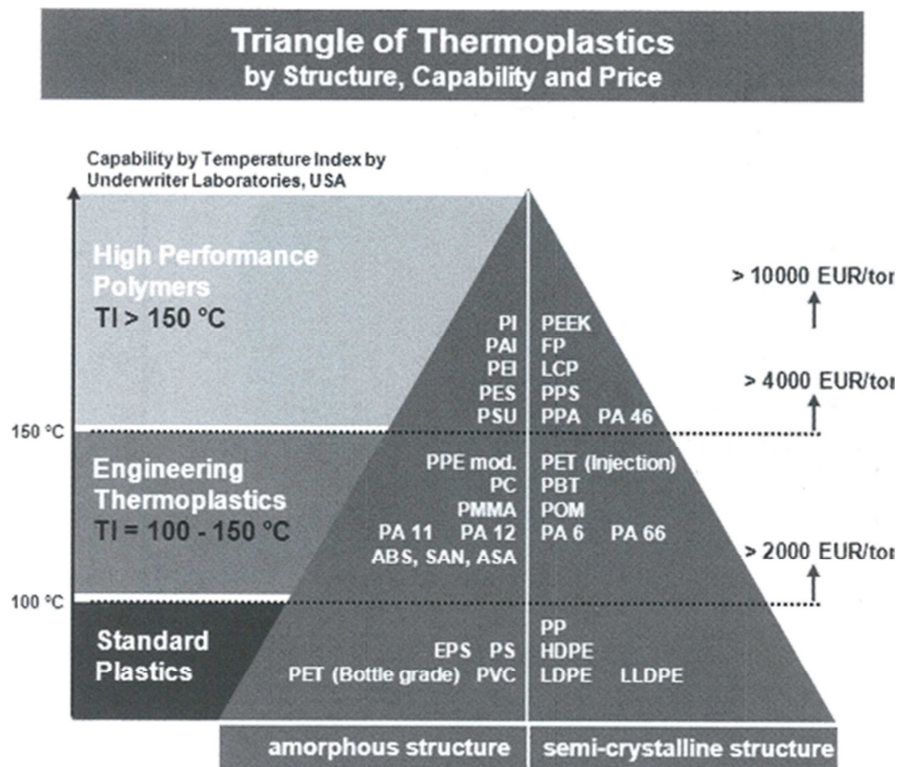 Triangle of Thermoplastics
by Structure, Capability and Price
Capability by Temperature Index by
Underwriter Laboratories, USA
High Performance
Polymers
TI > 150 °C
> 10000 EUR/ton
PI PEEK
PAI FP
PEI LCP
> 4000 EUR/ton
PES PPS
PSU PPA PA 46
150 °C
Engineering
Thermoplastics
TI = 100 - 150 °C
PPE mod. PET (Injection)
PC PBT
PMMA POM
PA 11 PA 12 PA 6 PA 66
ABS, SAN, ASA
> 2000 EUR/ton
100 °C
Standard
Plastics
PP
EPS PS HDPE
PET (Bottle grade) PVC LDPE LLDPE
amorphous structure semi-crystalline structure